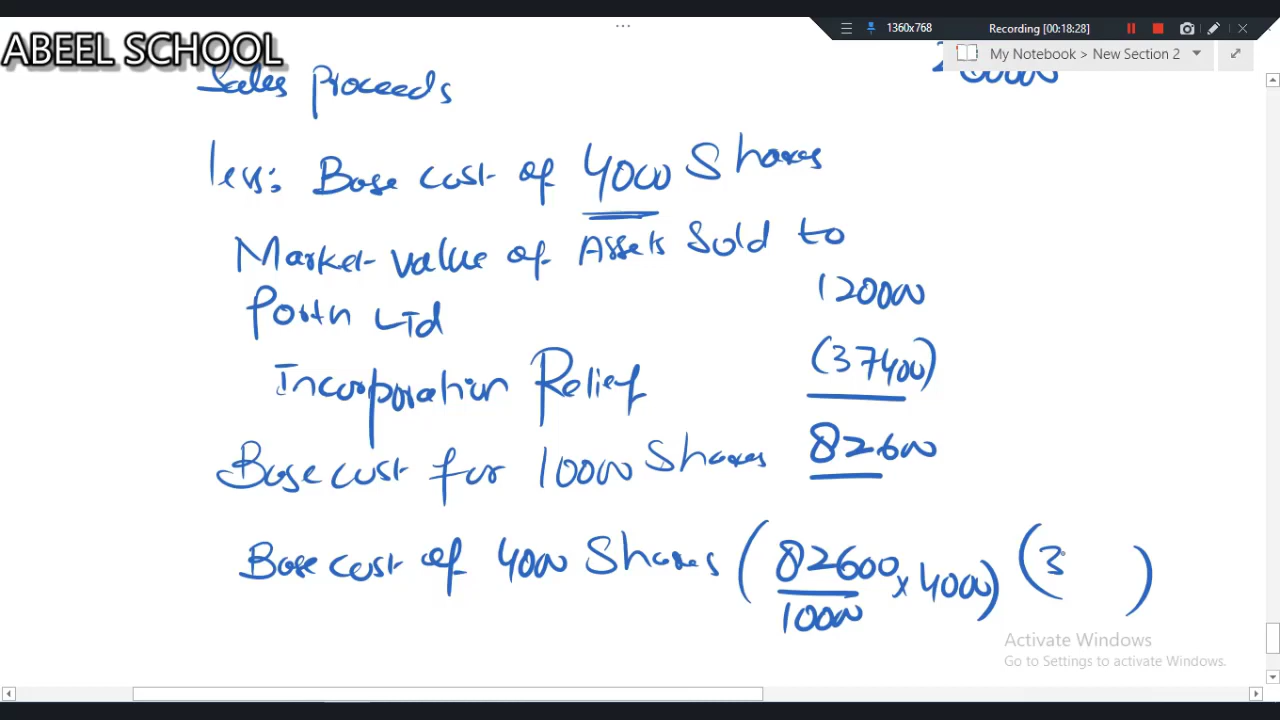 ABEEL SCHOOL
1360x768
Recording [00:18:28]
My Notebook > New Section 2
Sales Proceeds
less: Base cost of 4000 Shares
Market value of Assets Sold to
Ltd 120000
Incorporation Relief (37400)
Base cost for 10000 Shares 82600
Base cost of 4000 Shares (82600/10000 x 4000) (3 )
Activate Windows
Go to Settings to activate Windows.